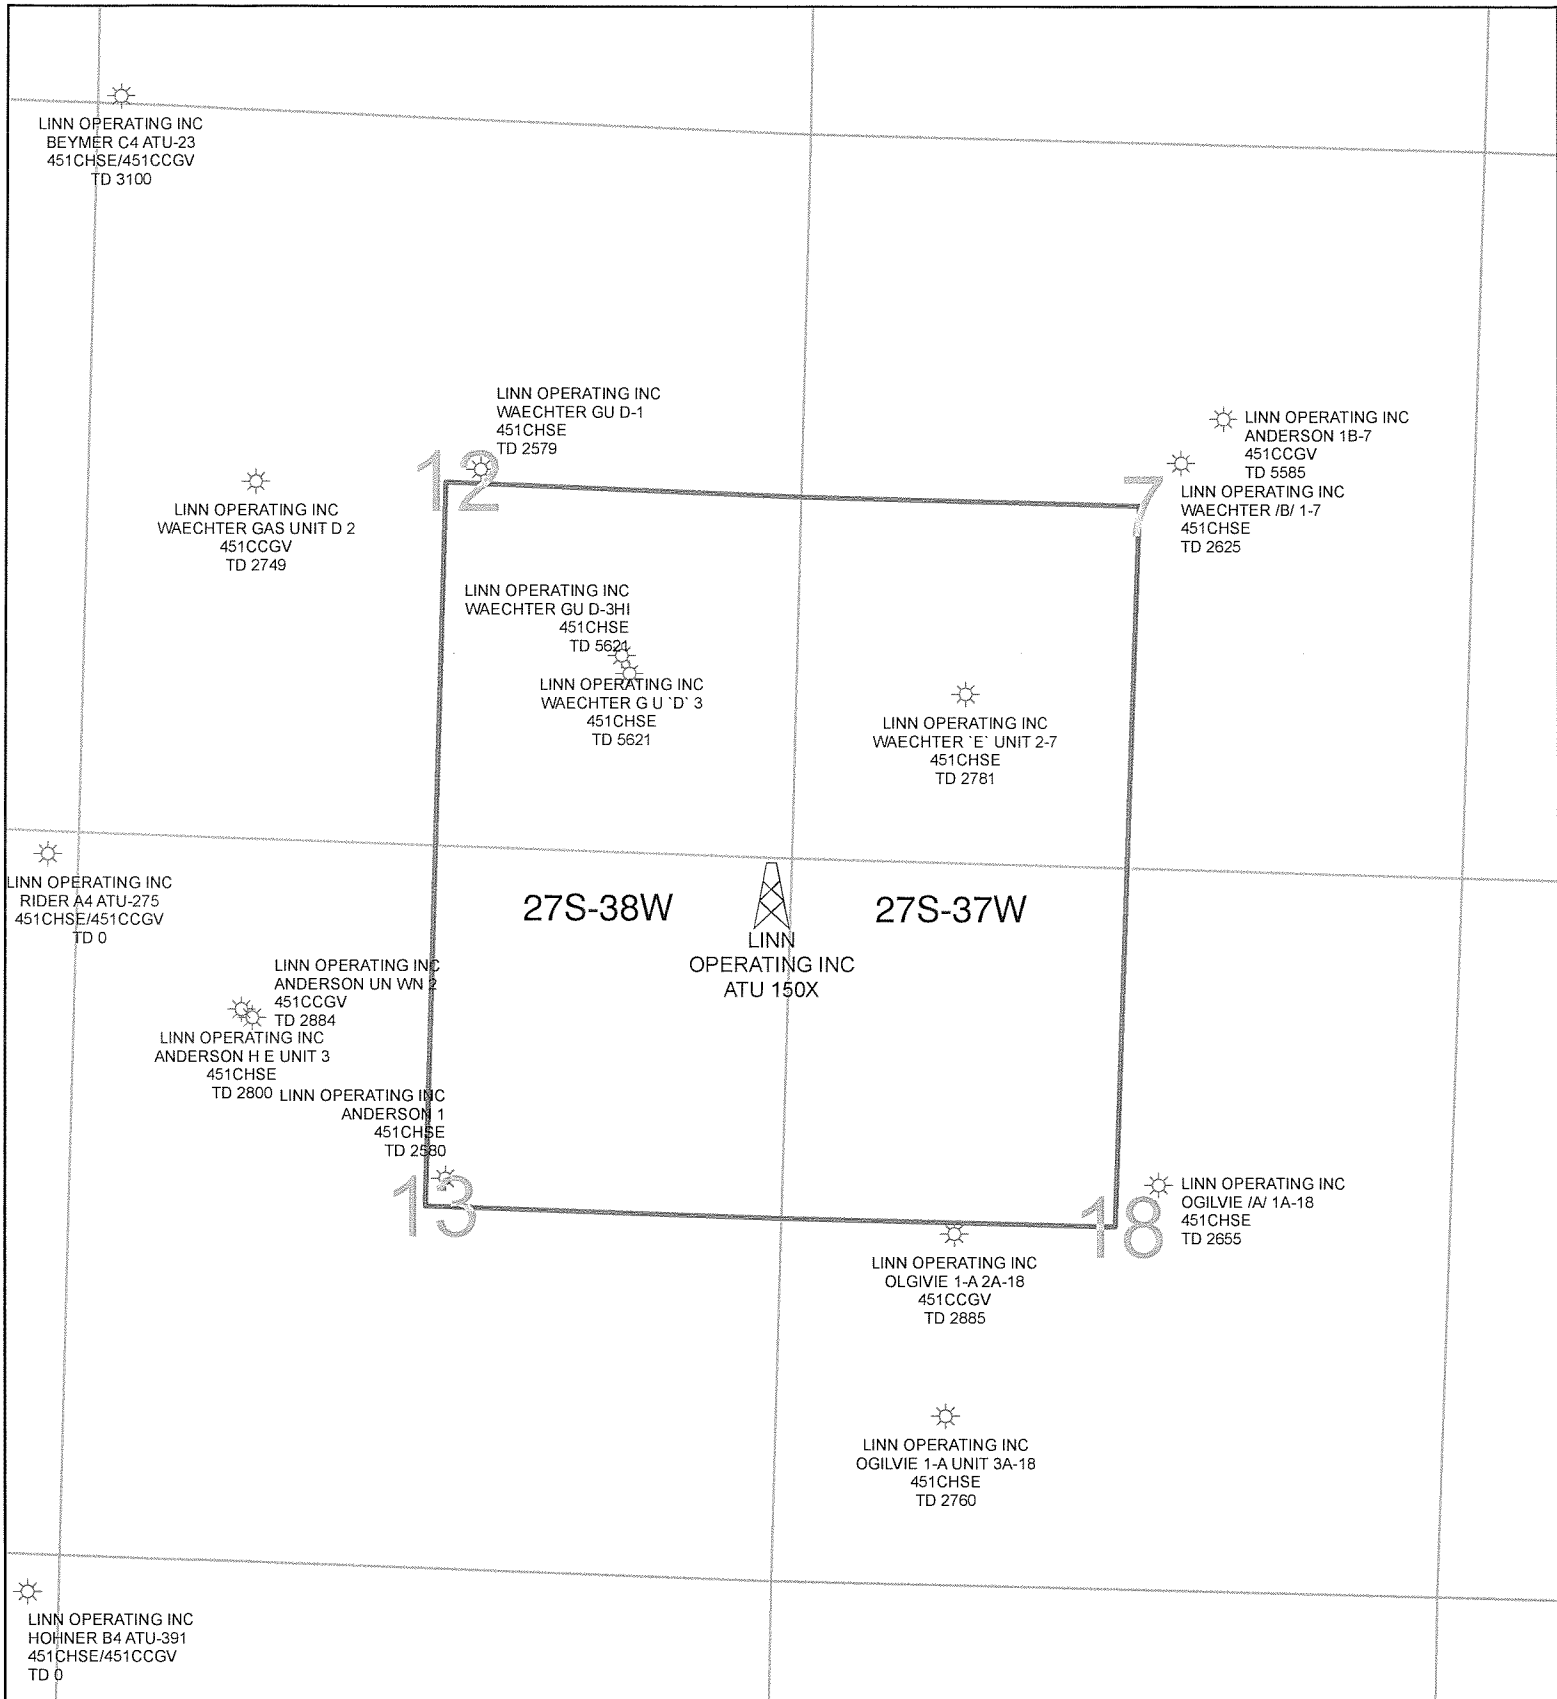 LINN OPERATING INC
BEYMER C4 ATU-23
451CHSE/451CCGV
TD 3100
LINN OPERATING INC
WAECHTER GU D-1
451CHSE
TD 2579
LINN OPERATING INC
ANDERSON 1B-7
451CCGV
TD 5585
12
7
LINN OPERATING INC
WAECHTER GAS UNIT D 2
451CCGV
TD 2749
LINN OPERATING INC
WAECHTER /B/ 1-7
451CHSE
TD 2625
LINN OPERATING INC
WAECHTER GU D-3HI
451CHSE
TD 5621
LINN OPERATING INC
WAECHTER G U `D` 3
451CHSE
TD 5621
LINN OPERATING INC
WAECHTER `E` UNIT 2-7
451CHSE
TD 2781
LINN OPERATING INC
RIDER A4 ATU-275
451CHSE/451CCGV
TD 0
27S-38W
27S-37W
LINN
OPERATING INC
ATU 150X
LINN OPERATING INC
ANDERSON UN WN 2
451CCGV
TD 2884
LINN OPERATING INC
ANDERSON H E UNIT 3
451CHSE
TD 2800
LINN OPERATING INC
ANDERSON 1
451CHSE
TD 2580
13
18
LINN OPERATING INC
OGILVIE /A/ 1A-18
451CHSE
TD 2655
LINN OPERATING INC
OLGIVIE 1-A 2A-18
451CCGV
TD 2885
LINN OPERATING INC
OGILVIE 1-A UNIT 3A-18
451CHSE
TD 2760
LINN OPERATING INC
HOHNER B4 ATU-391
451CHSE/451CCGV
TD 0